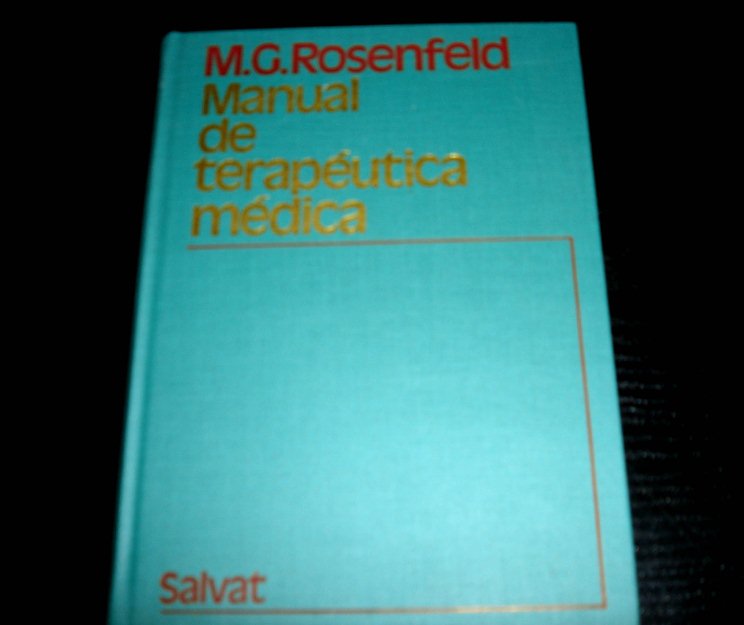 M.G.Rosenfeld
Manual
de
terapéutica
médica
Salvat